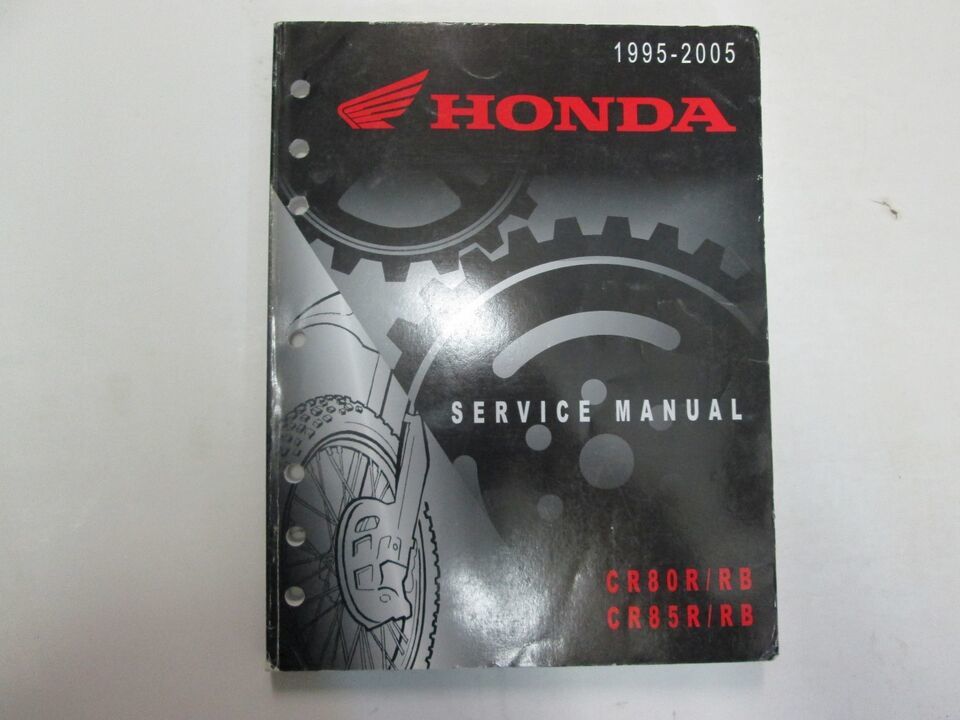 1995-2005
HONDA
SERVICE MANUAL
CR80R/RB
CR85R/RB